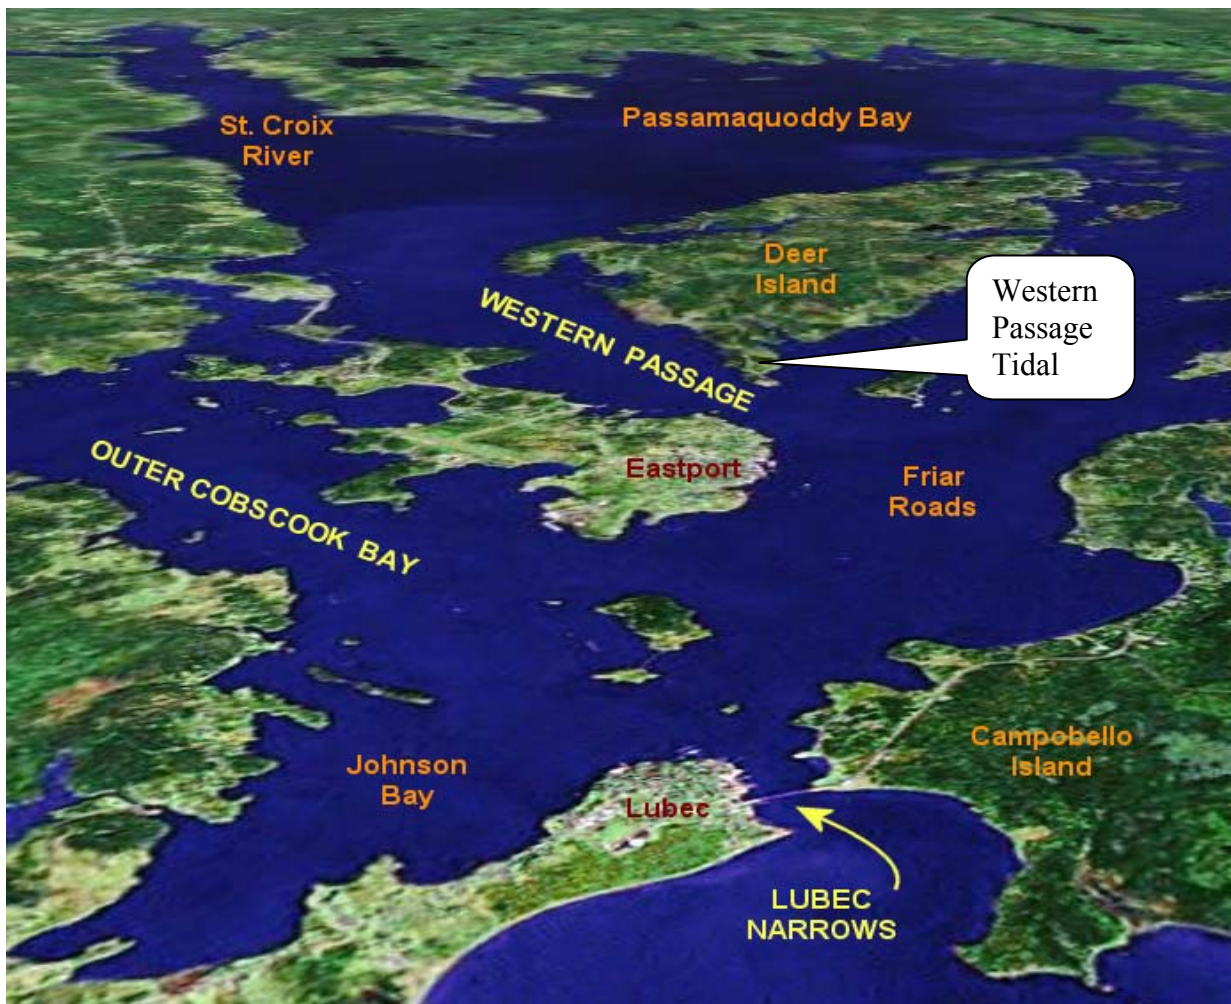 St. Croix
River
Passamaquoddy Bay
Deer
Island
WESTERN PASSAGE
Western
Passage
Tidal
OUTER COBSCOOK BAY
Eastport
Friar
Roads
Johnson
Bay
Lubec
Campobello
Island
LUBEC
NARROWS